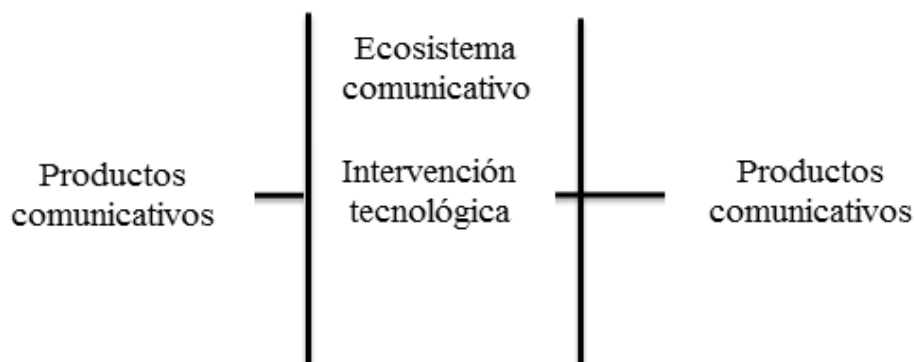 Ecosistema
comunicativo
Productos
comunicativos
Intervención
tecnológica
Productos
comunicativos